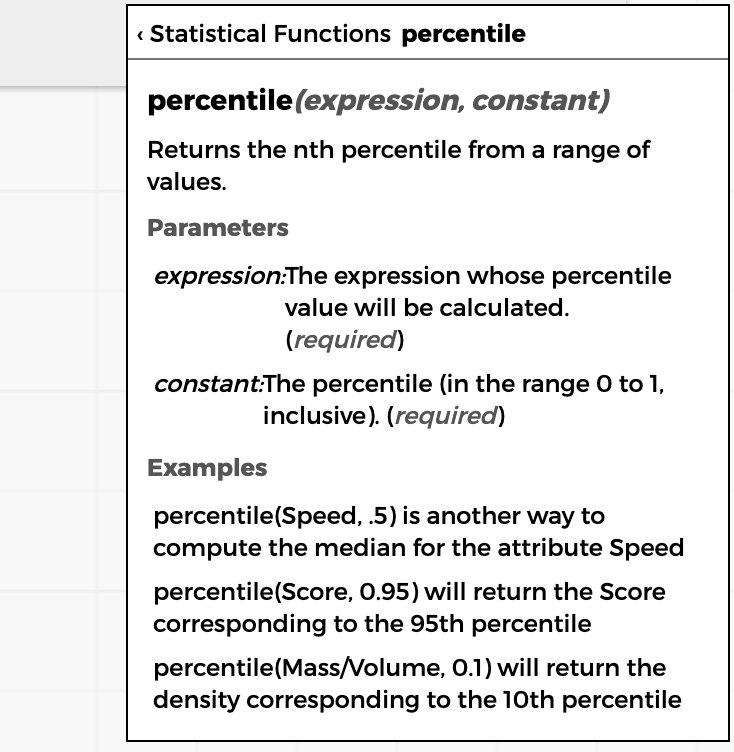 ‹ Statistical Functions percentile
percentile(expression, constant)
Returns the nth percentile from a range of
values.
Parameters
expression:The expression whose percentile
value will be calculated.
(required)
constant:The percentile (in the range 0 to 1,
inclusive). (required)
Examples
percentile(Speed, .5) is another way to
compute the median for the attribute Speed
percentile(Score, 0.95) will return the Score
corresponding to the 95th percentile
percentile(Mass/Volume, 0.1) will return the
density corresponding to the 10th percentile